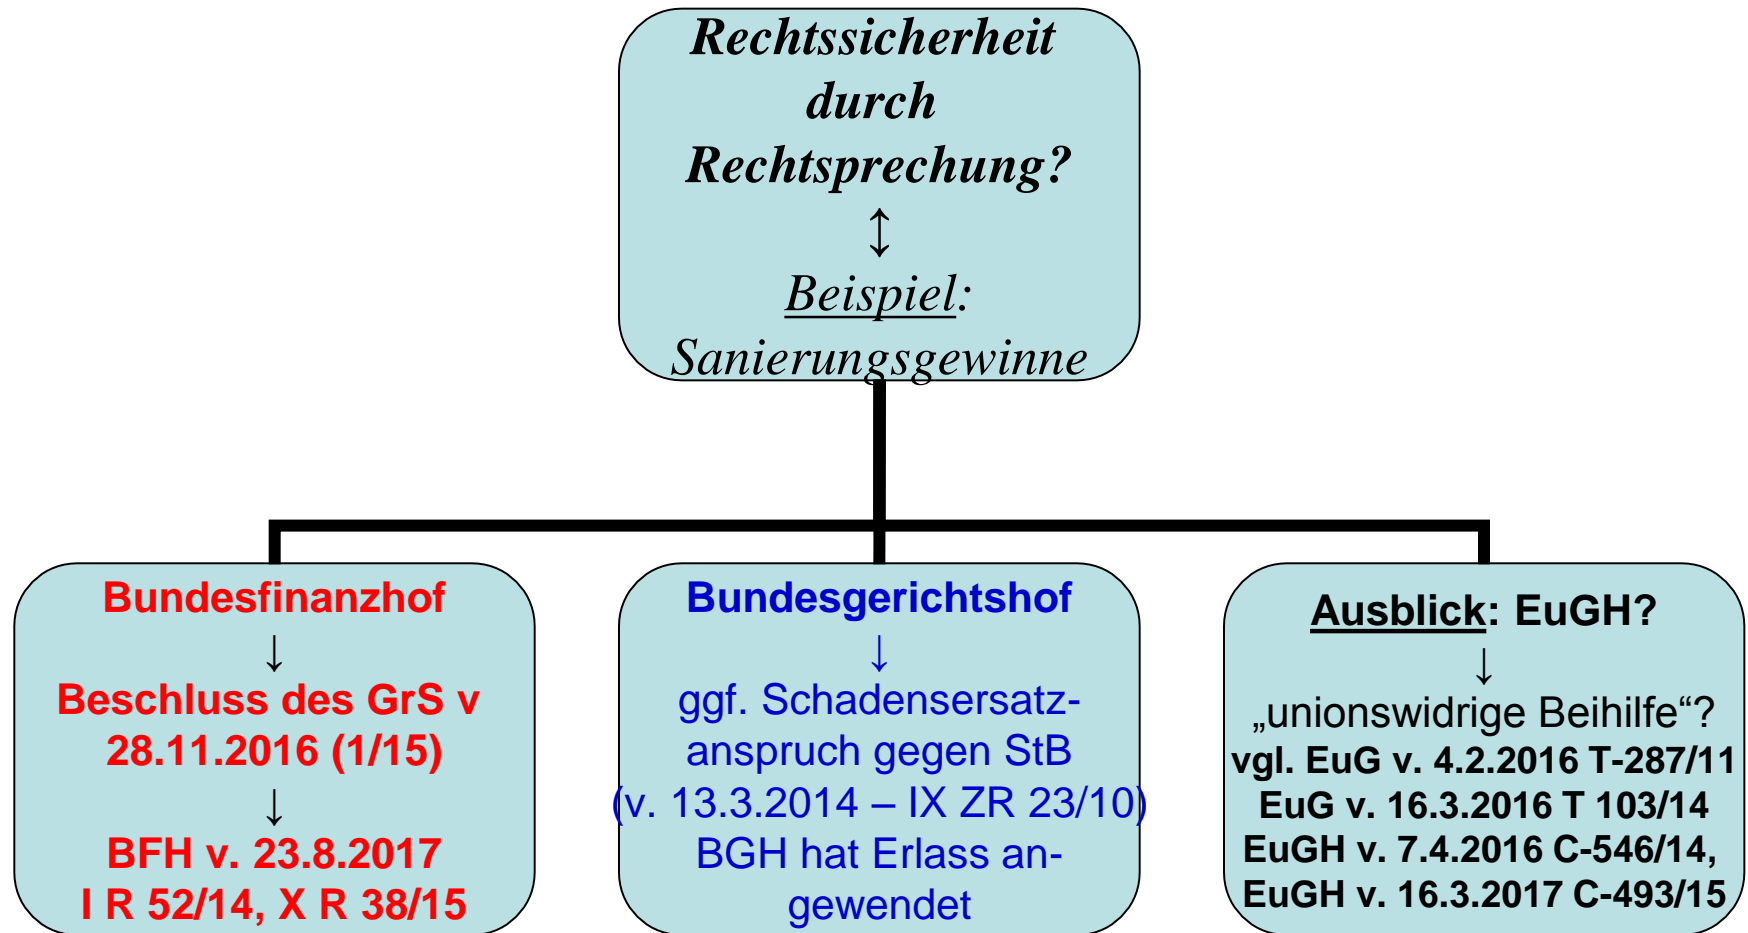 Rechtssicherheit
durch
Rechtsprechung?
↕
Beispiel:
Sanierungsgewinne
Bundesfinanzhof
↓
Beschluss des GrS v
28.11.2016 (1/15)
↓
BFH v. 23.8.2017
I R 52/14, X R 38/15
Bundesgerichtshof
↓
ggf. Schadensersatz-
anspruch gegen StB
(v. 13.3.2014 – IX ZR 23/10)
BGH hat Erlass an-
gewendet
Ausblick: EuGH?
↓
„unionswidrige Beihilfe“?
vgl. EuG v. 4.2.2016 T-287/11
EuG v. 16.3.2016 T 103/14
EuGH v. 7.4.2016 C-546/14,
EuGH v. 16.3.2017 C-493/15